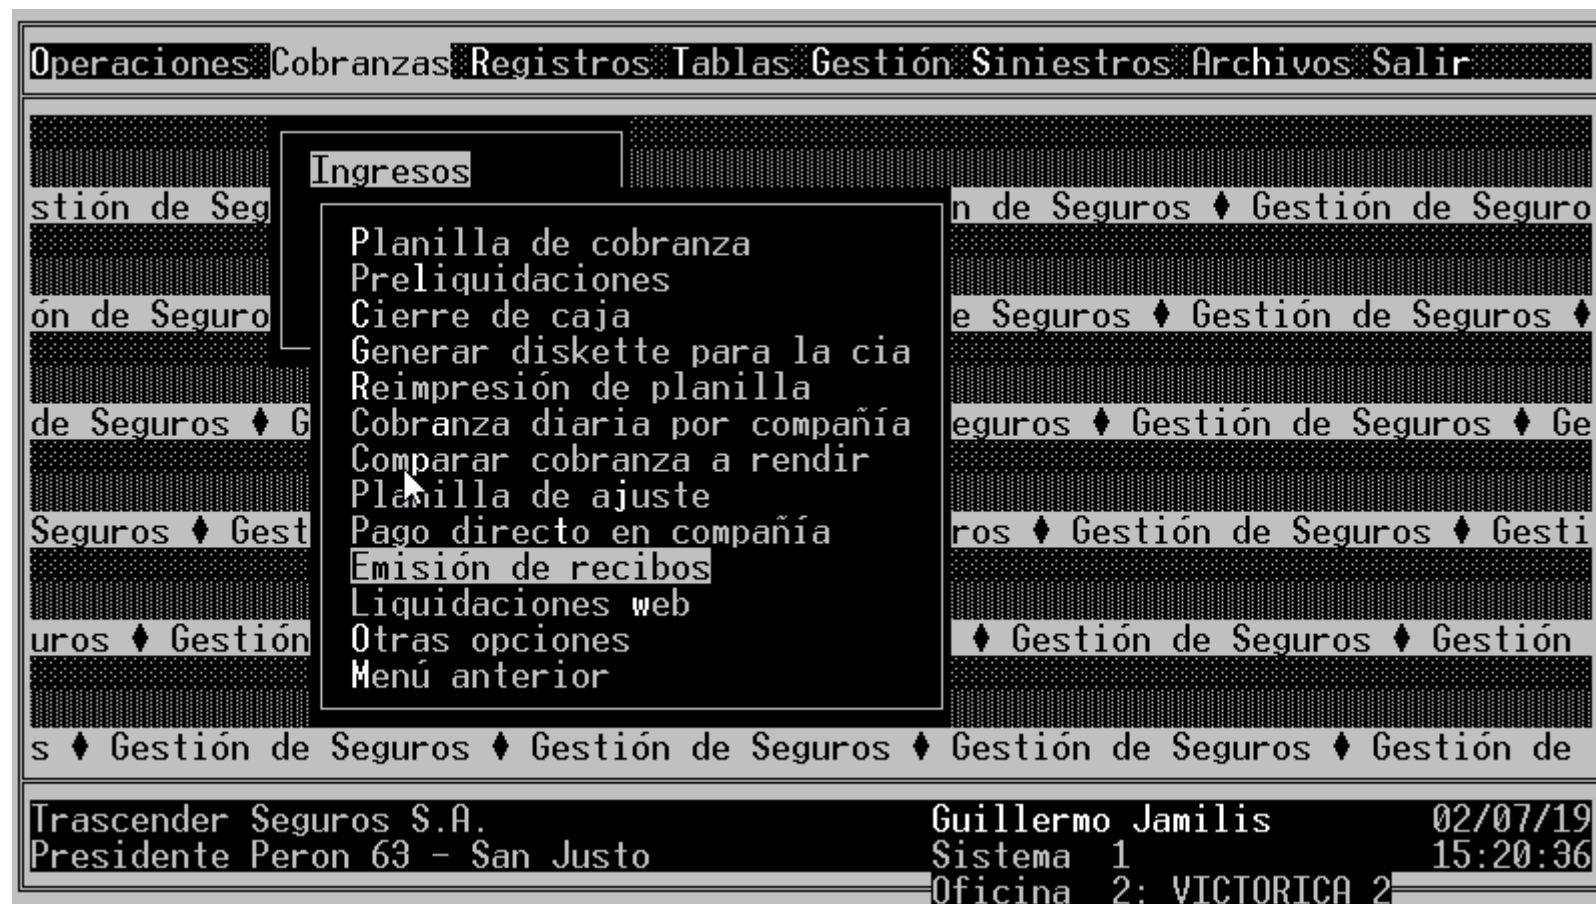 Operaciones Cobranzas Registros Tablas Gestión Siniestros Archivos Salir
Ingresos
stión de Seg n de Seguros ♦ Gestión de Seguro
Planilla de cobranza
Preliquidaciones
ón de Seguro Cierre de caja e Seguros ♦ Gestión de Seguros ♦
Generar diskette para la cia
Reimpresión de planilla
de Seguros ♦ G Cobranza diaria por compañía eguros ♦ Gestión de Seguros ♦ Ge
Comparar cobranza a rendir
Planilla de ajuste
Seguros ♦ Gest Pago directo en compañía ros ♦ Gestión de Seguros ♦ Gesti
Emisión de recibos
Liquidaciones web
uros ♦ Gestión Otras opciones ♦ Gestión de Seguros ♦ Gestión
Menú anterior
s ♦ Gestión de Seguros ♦ Gestión de Seguros ♦ Gestión de Seguros ♦ Gestión de
Trascender Seguros S.A. Guillermo Jamilis 02/07/19
Presidente Peron 63 - San Justo Sistema 1 15:20:36
Oficina 2: VICTORICA 2